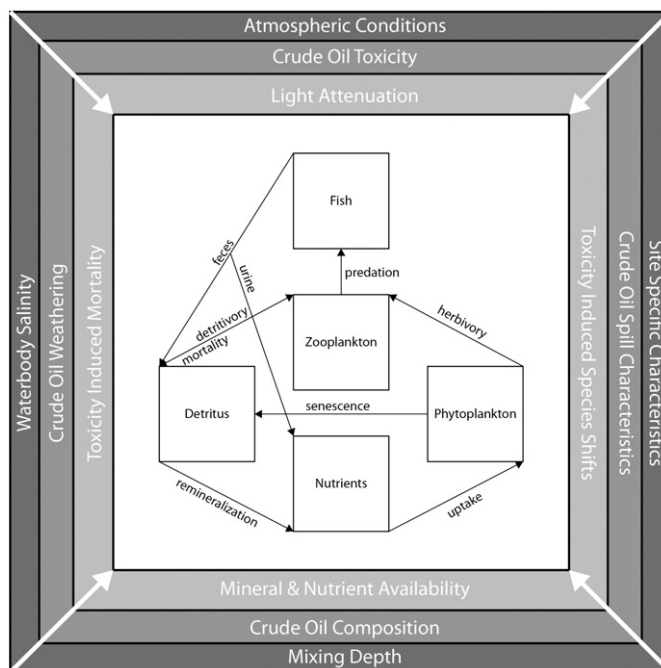 Atmospheric Conditions
Crude Oil Toxicity
Light Attenuation
Waterbody Salinity
Crude Oil Weathering
Toxicity Induced Mortality
Fish
feces
urine
predation
detritivory
mortality
Zooplankton
herbivory
Detritus
senescence
Phytoplankton
remineralization
Nutrients
uptake
Toxicity Induced Species Shifts
Crude Oil Spill Characteristics
Site Specific Characteristics
Mineral & Nutrient Availability
Crude Oil Composition
Mixing Depth